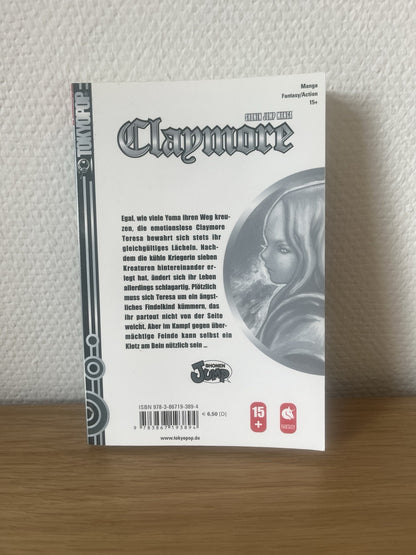 Manga
Fantasy/Action
15+
TOKYOPOP
SHONEN JUMP MANGA
Claymore
Egal, wie viele Yoma ihren Weg kreu-
zen, die emotionslose Claymore
Teresa bewahrt sich stets ihr
gleichgültiges Lächeln. Nach-
dem die kühle Kriegerin sieben
Kreaturen hintereinander er-
legt hat, ändert sich ihr Leben
allerdings schlagartig. Plötzlich
muss sich Teresa um ein ängst-
liches Findelkind kümmern, das
ihr partout nicht von der Seite
weicht. Aber im Kampf gegen über-
mächtige Feinde kann selbst ein
Klotz am Bein nützlich sein ...
SHONEN
JUMP
ISBN 978-3-86719-389-4
€ 6,50 [D]
9 783867 193894
www.tokyopop.de
15
+
FANTASY